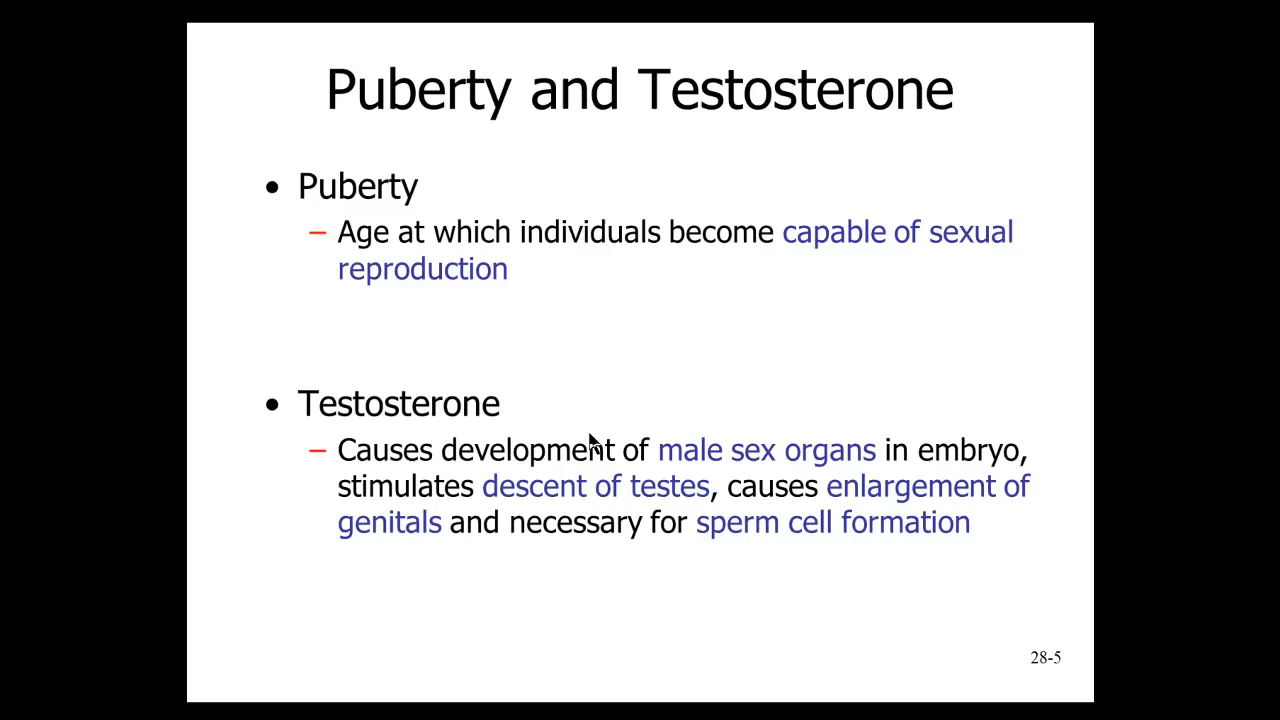 Puberty and Testosterone
• Puberty
– Age at which individuals become capable of sexual
reproduction
• Testosterone
– Causes development of male sex organs in embryo,
stimulates descent of testes, causes enlargement of
genitals and necessary for sperm cell formation
28-5